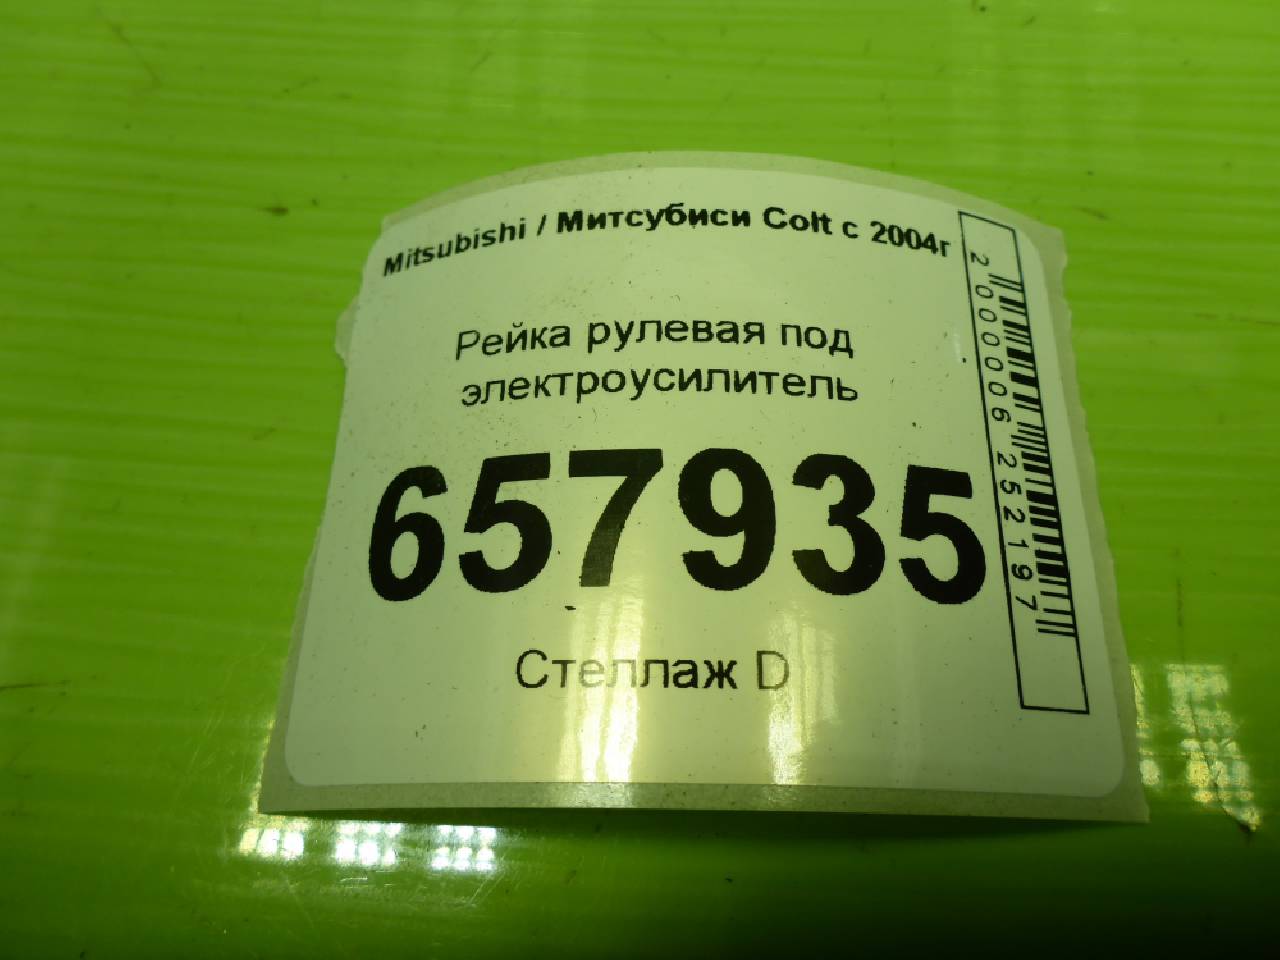 Mitsubishi / Митсубиси Colt с 2004г
Рейка рулевая под
электроусилитель
657935
Стеллаж D
2000006252197